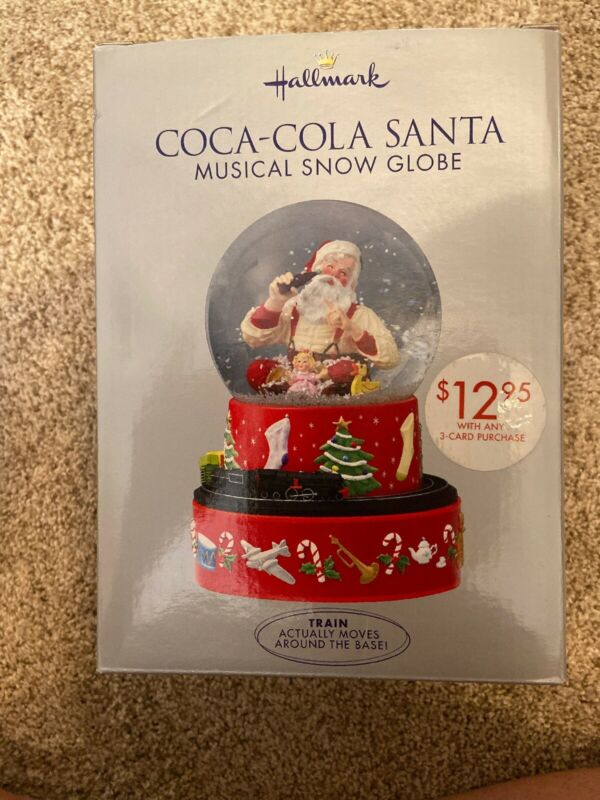 Hallmark
COCA-COLA SANTA
MUSICAL SNOW GLOBE
$12.95
WITH ANY
3-CARD PURCHASE
TRAIN
ACTUALLY MOVES
AROUND THE BASE!